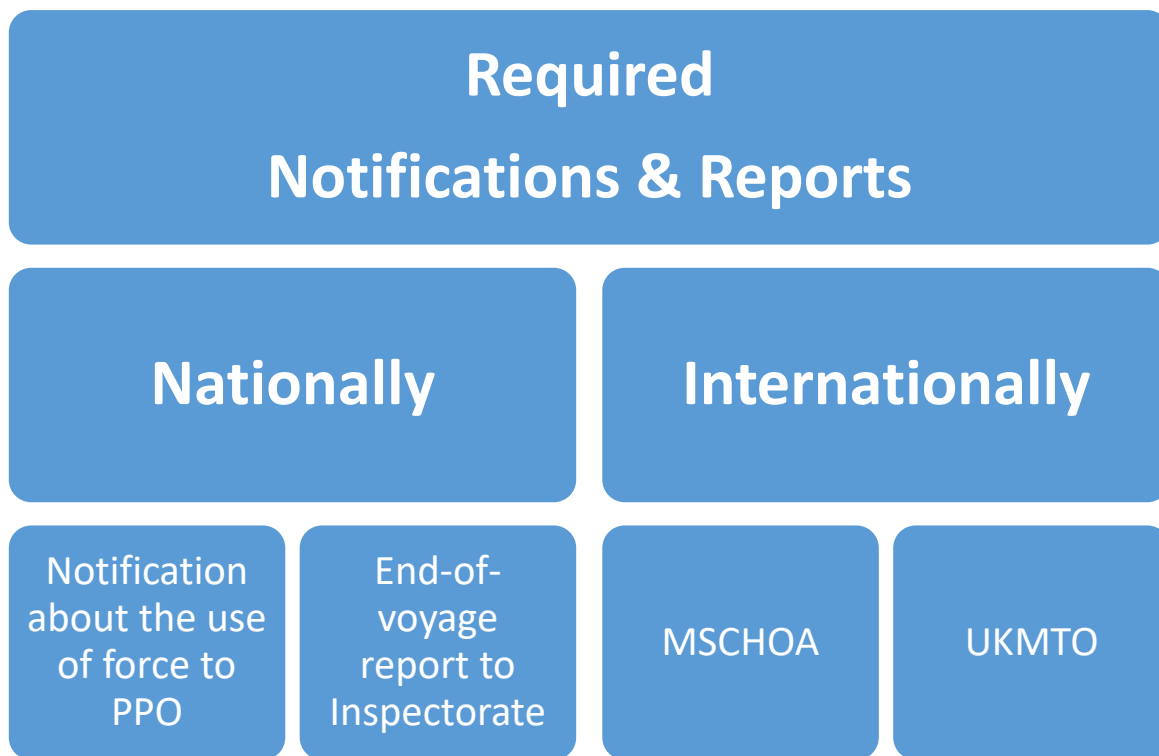 Required
Notifications & Reports
Nationally
Internationally
Notification
about the use
of force to
PPO
End-of-
voyage
report to
Inspectorate
MSCHOA
UKMTO